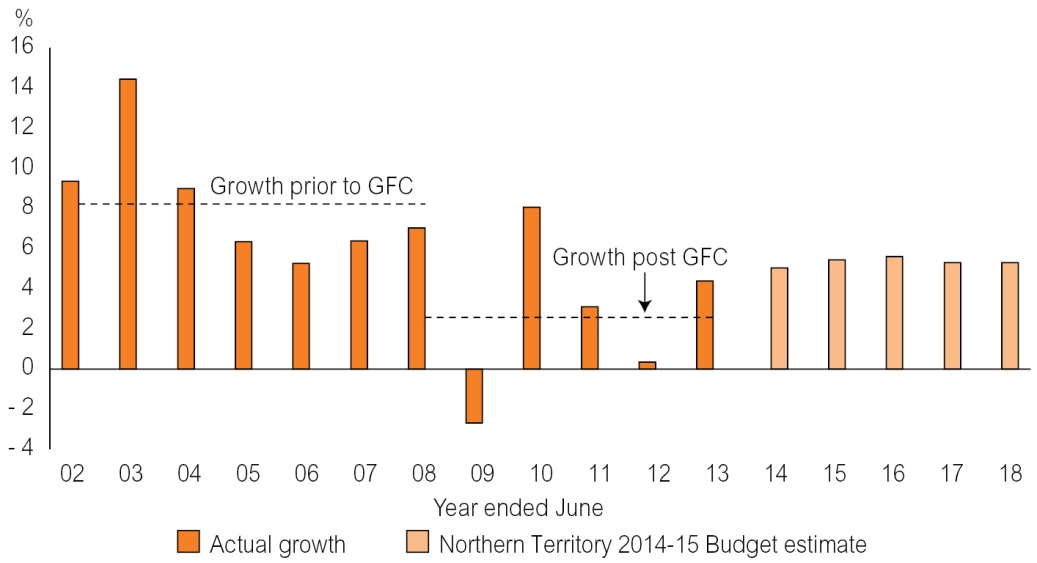 %
16
14
12
10
8
6
4
2
0
- 2
- 4
Growth prior to GFC
Growth post GFC
02 03 04 05 06 07 08 09 10 11 12 13 14 15 16 17 18
Year ended June
Actual growth Northern Territory 2014-15 Budget estimate